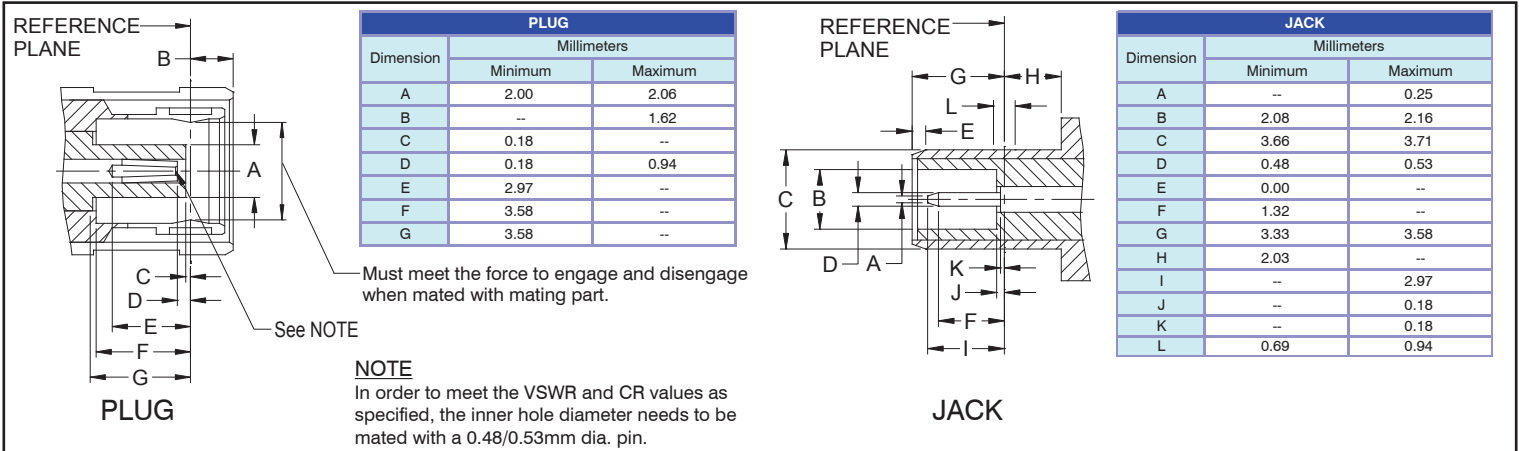 REFERENCE
PLANE
B
A
C
D
E
F
G
See NOTE
PLUG
PLUG
Dimension Millimeters
Minimum Maximum
A 2.00 2.06
B -- 1.62
C 0.18 --
D 0.18 0.94
E 2.97 --
F 3.58 --
G 3.58 --
Must meet the force to engage and disengage
when mated with mating part.
NOTE
In order to meet the VSWR and CR values as
specified, the inner hole diameter needs to be
mated with a 0.48/0.53mm dia. pin.
REFERENCE
PLANE
G H
L
E
C B
D A
K
J
F
I
JACK
JACK
Dimension Millimeters
Minimum Maximum
A -- 0.25
B 2.08 2.16
C 3.66 3.71
D 0.48 0.53
E 0.00 --
F 1.32 --
G 3.33 3.58
H 2.03 --
I -- 2.97
J -- 0.18
K -- 0.18
L 0.69 0.94